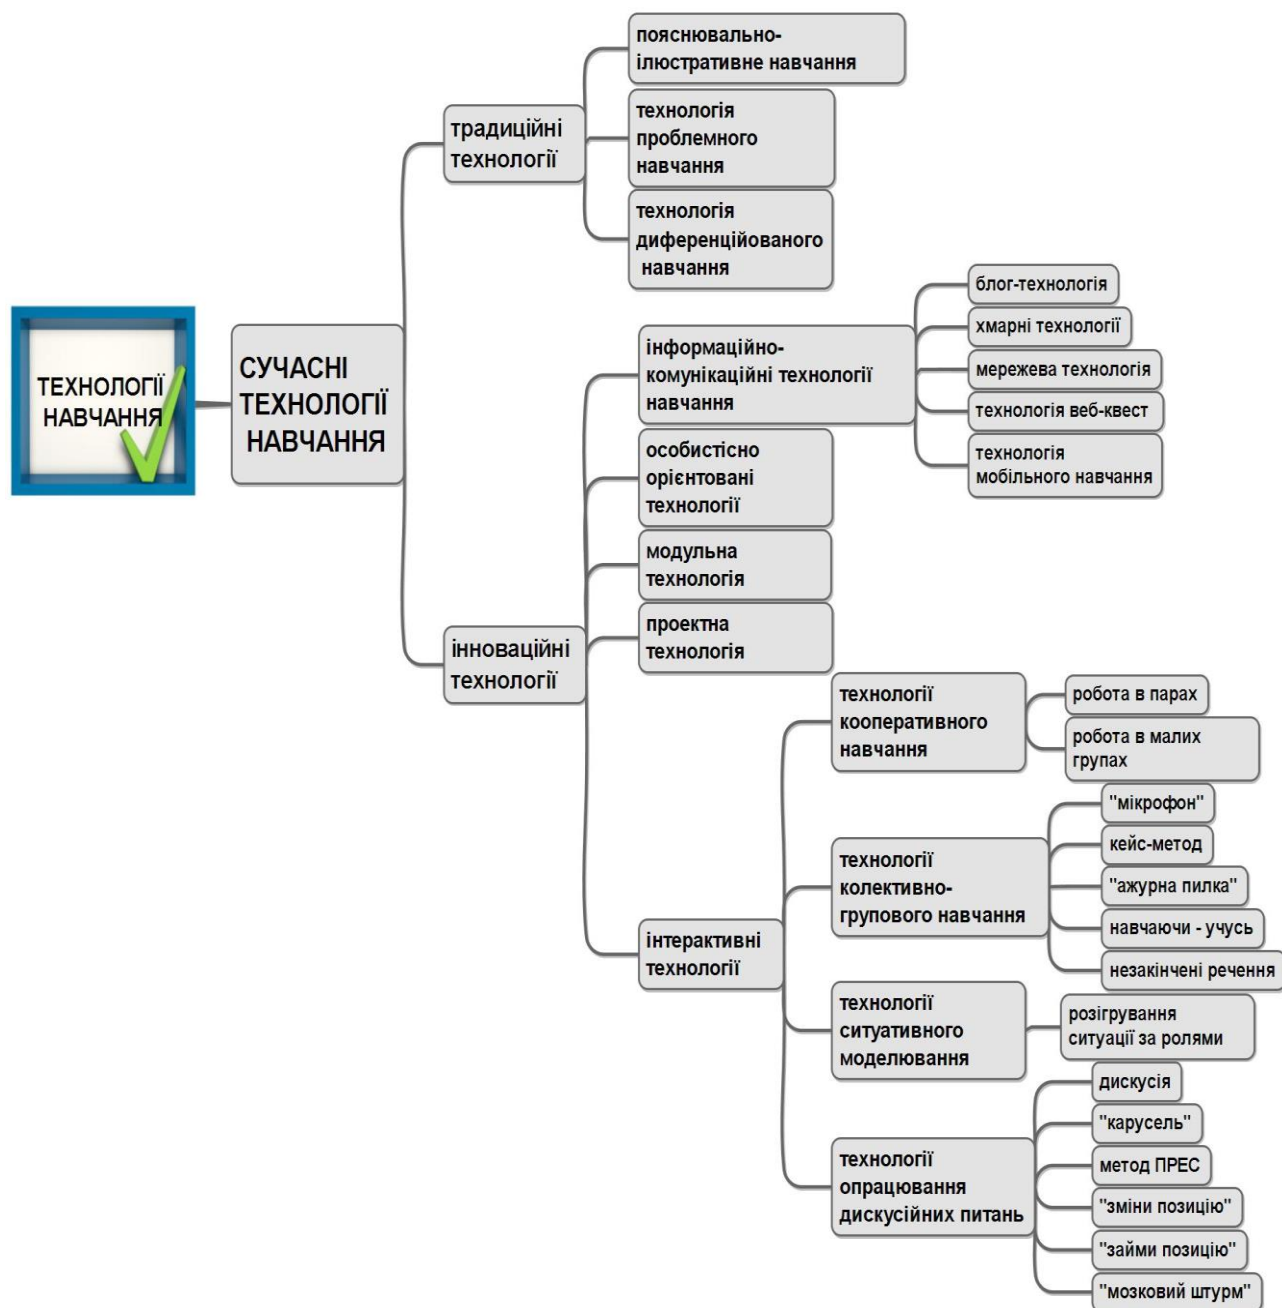 ТЕХНОЛОГІЇ
НАВЧАННЯ
СУЧАСНІ
ТЕХНОЛОГІЇ
НАВЧАННЯ
традиційні
технології
пояснювально-
ілюстративне навчання
технологія
проблемного
навчання
технологія
диференційованого
навчання
інноваційні
технології
інформаційно-
комунікаційні технології
навчання
блог-технологія
хмарні технології
мережева технологія
технологія веб-квест
технологія
мобільного навчання
особистісно
орієнтовані
технології
модульна
технологія
проектна
технологія
інтерактивні
технології
технології
кооперативного
навчання
робота в парах
робота в малих
групах
технології
колективно-
групового навчання
"мікрофон"
кейс-метод
"ажурна пилка"
навчаючи - учусь
незакінчені речення
технології
ситуативного
моделювання
розігрування
ситуації за ролями
технології
опрацювання
дискусійних питань
дискусія
"карусель"
метод ПРЕС
"зміни позицію"
"займи позицію"
"мозковий штурм"